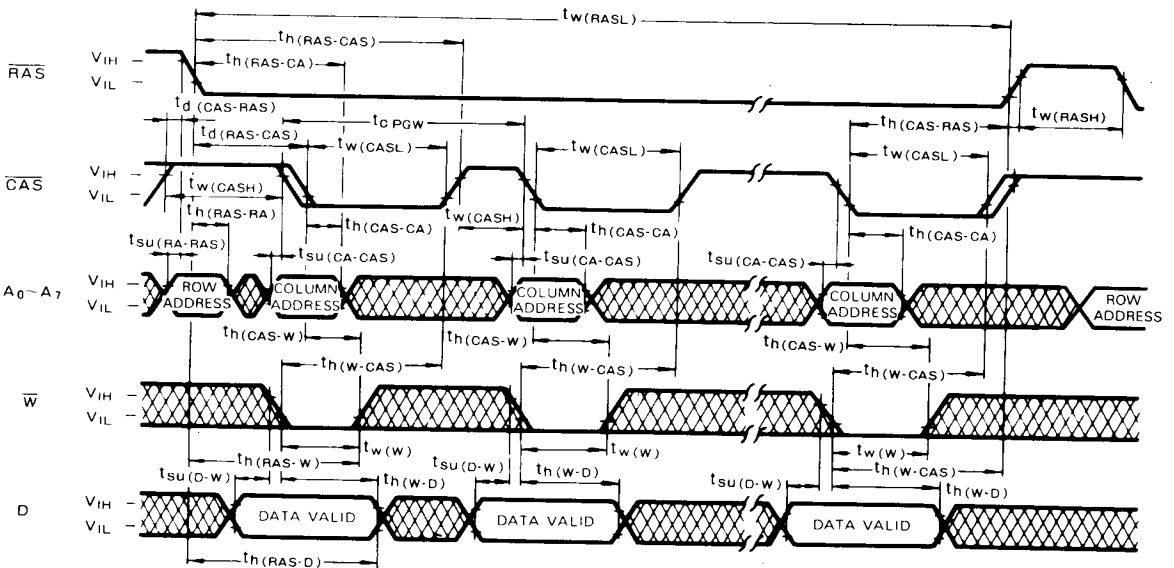 tw(RASL)
th(RAS-CAS)
th(RAS-CA)
RAS
VIH
VIL
td(CAS-RAS)
tc PGW
th(CAS-RAS)
tw(RASH)
td(RAS-CAS)
tw(CASL)
tw(CASL)
tw(CASL)
CAS
VIH
VIL
tw(CASH)
tw(CASH)
th(RAS-RA)
th(CAS-CA)
th(CAS-CA)
th(CAS-CA)
tsu(RA-RAS)
tsu(CA-CAS)
tsu(CA-CAS)
tsu(CA-CAS)
A0~A7
VIH
VIL
ROW ADDRESS
COLUMN ADDRESS
COLUMN ADDRESS
COLUMN ADDRESS
ROW ADDRESS
th(CAS-W)
th(CAS-W)
th(CAS-W)
th(W-CAS)
th(W-CAS)
th(W-CAS)
W
VIH
VIL
tw(W)
tw(W)
tw(W)
th(RAS-W)
th(W-CAS)
tsu(D-W)
th(W-D)
tsu(D-W)
th(W-D)
tsu(D-W)
th(W-D)
D
VIH
VIL
DATA VALID
DATA VALID
DATA VALID
th(RAS-D)